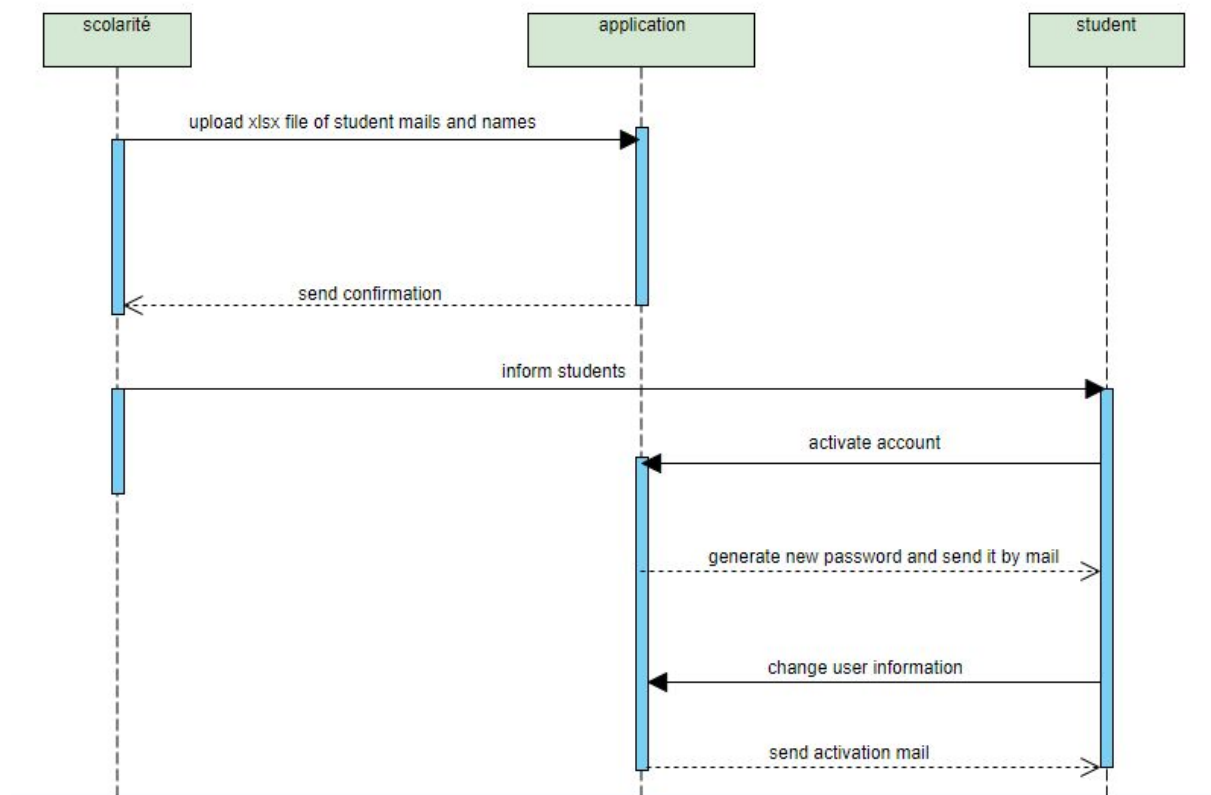 scolarité
application
student
upload xlsx file of student mails and names
send confirmation
inform students
activate account
generate new password and send it by mail
change user information
send activation mail